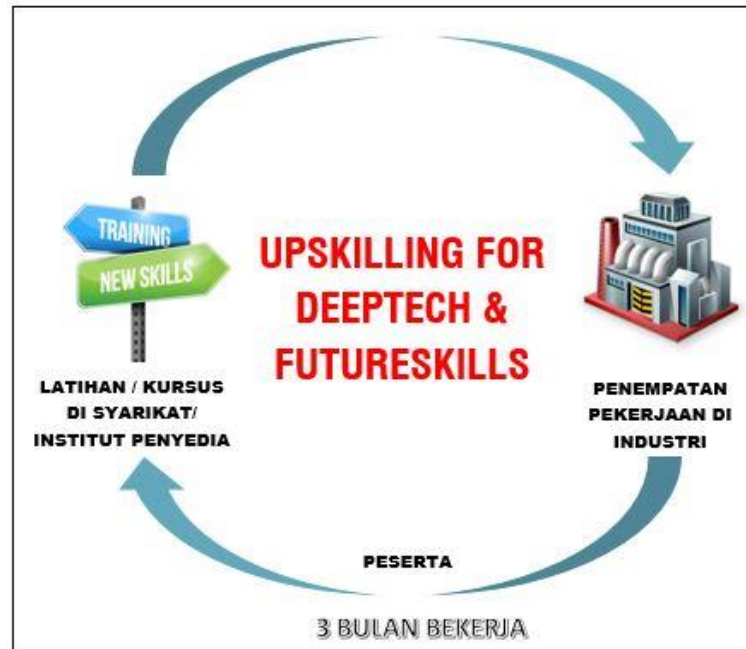 TRAINING
NEW SKILLS
UPSKILLING FOR
DEEPTECH &
FUTURESKILLS
LATIHAN / KURSUS
DI SYARIKAT/
INSTITUT PENYEDIA
PENEMPATAN
PEKERJAAN DI
INDUSTRI
PESERTA
3 BULAN BEKERJA